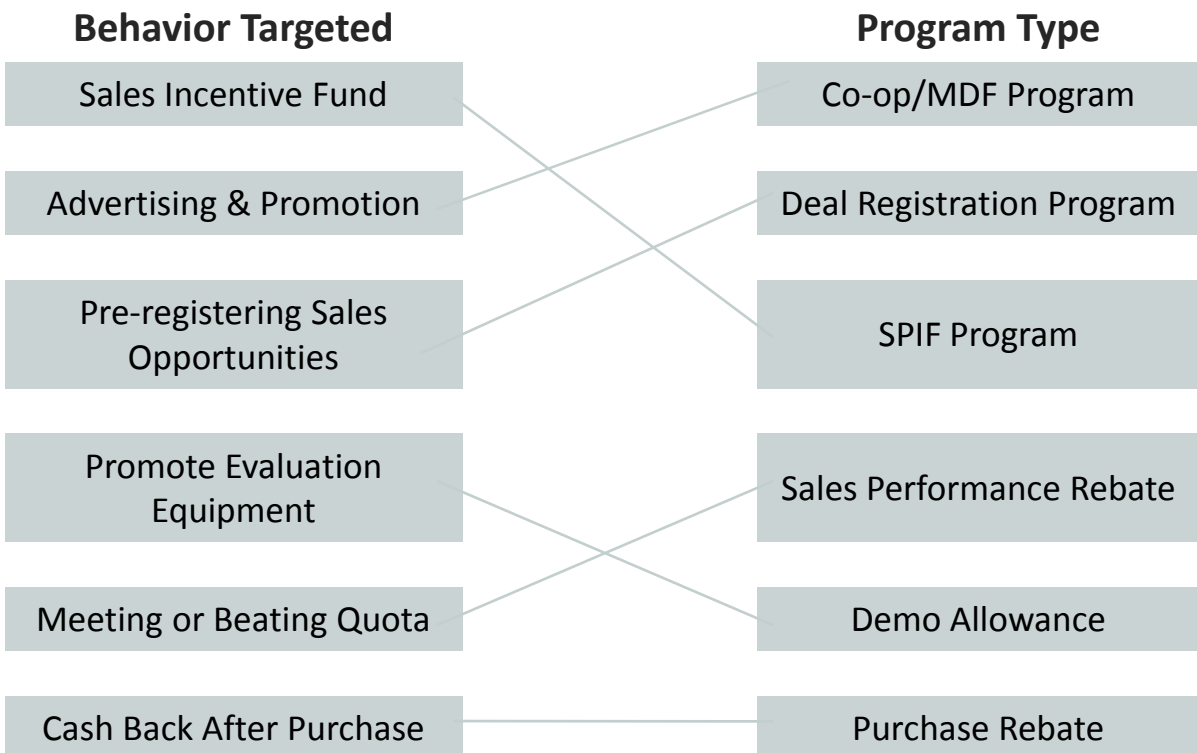 Behavior Targeted
Program Type
Sales Incentive Fund
Co-op/MDF Program
Advertising & Promotion
Deal Registration Program
Pre-registering Sales
Opportunities
SPIF Program
Promote Evaluation
Equipment
Sales Performance Rebate
Meeting or Beating Quota
Demo Allowance
Cash Back After Purchase
Purchase Rebate